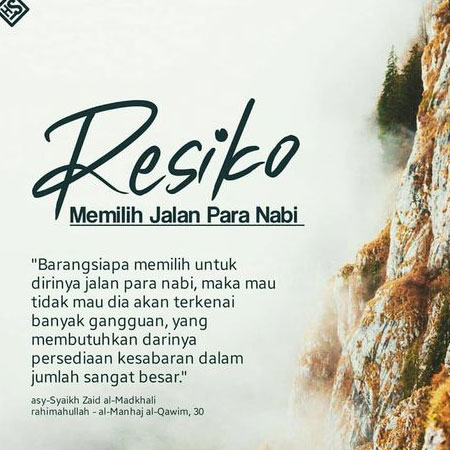 Resiko
Memilih Jalan Para Nabi
"Barangsiapa memilih untuk
dirinya jalan para nabi, maka mau
tidak mau dia akan terkenai
banyak gangguan, yang
membutuhkan darinya
persediaan kesabaran dalam
jumlah sangat besar."
asy-Syaikh Zaid al-Madkhali
rahimahullah - al-Manhaj al-Qawim, 30